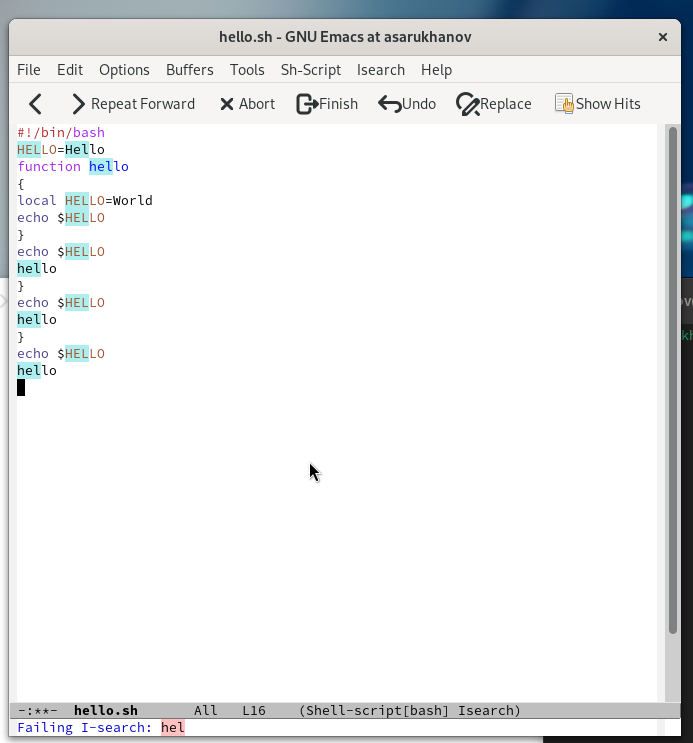 hello.sh - GNU Emacs at asarukhanov
File Edit Options Buffers Tools Sh-Script Isearch Help
Repeat Forward Abort Finish Undo Replace Show Hits
#!/bin/bash
HELLO=Hello
function hello
{
local HELLO=World
echo $HELLO
}
echo $HELLO
hello
}
echo $HELLO
hello
}
echo $HELLO
hello
-:**- hello.sh All L16 (Shell-script[bash] Isearch)
Failing I-search: hel